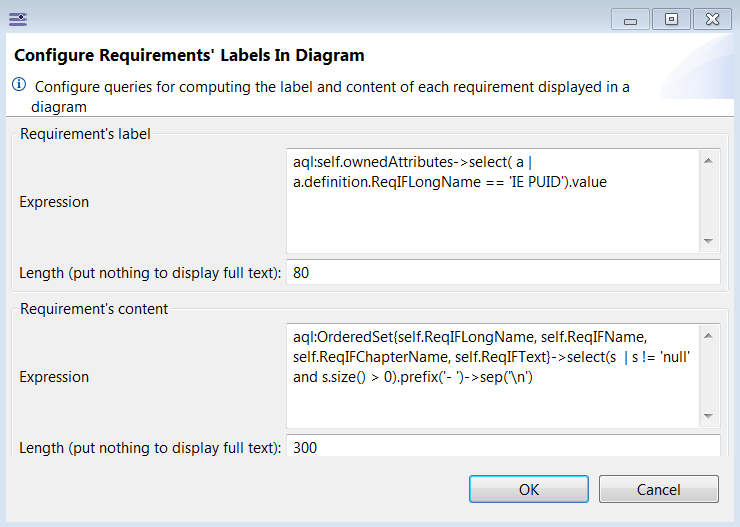 Configure Requirements' Labels In Diagram
Configure queries for computing the label and content of each requirement displayed in a
diagram
Requirement's label
Expression
aql:self.ownedAttributes->select( a |
a.definition.ReqIFLongName == 'IE PUID').value
Length (put nothing to display full text):
80
Requirement's content
Expression
aql:OrderedSet{self.ReqIFLongName, self.ReqIFName,
self.ReqIFChapterName, self.ReqIFText}->select(s  | s != 'null'
and s.size() > 0).prefix('- ')->sep('\n')
Length (put nothing to display full text):
300
OK
Cancel